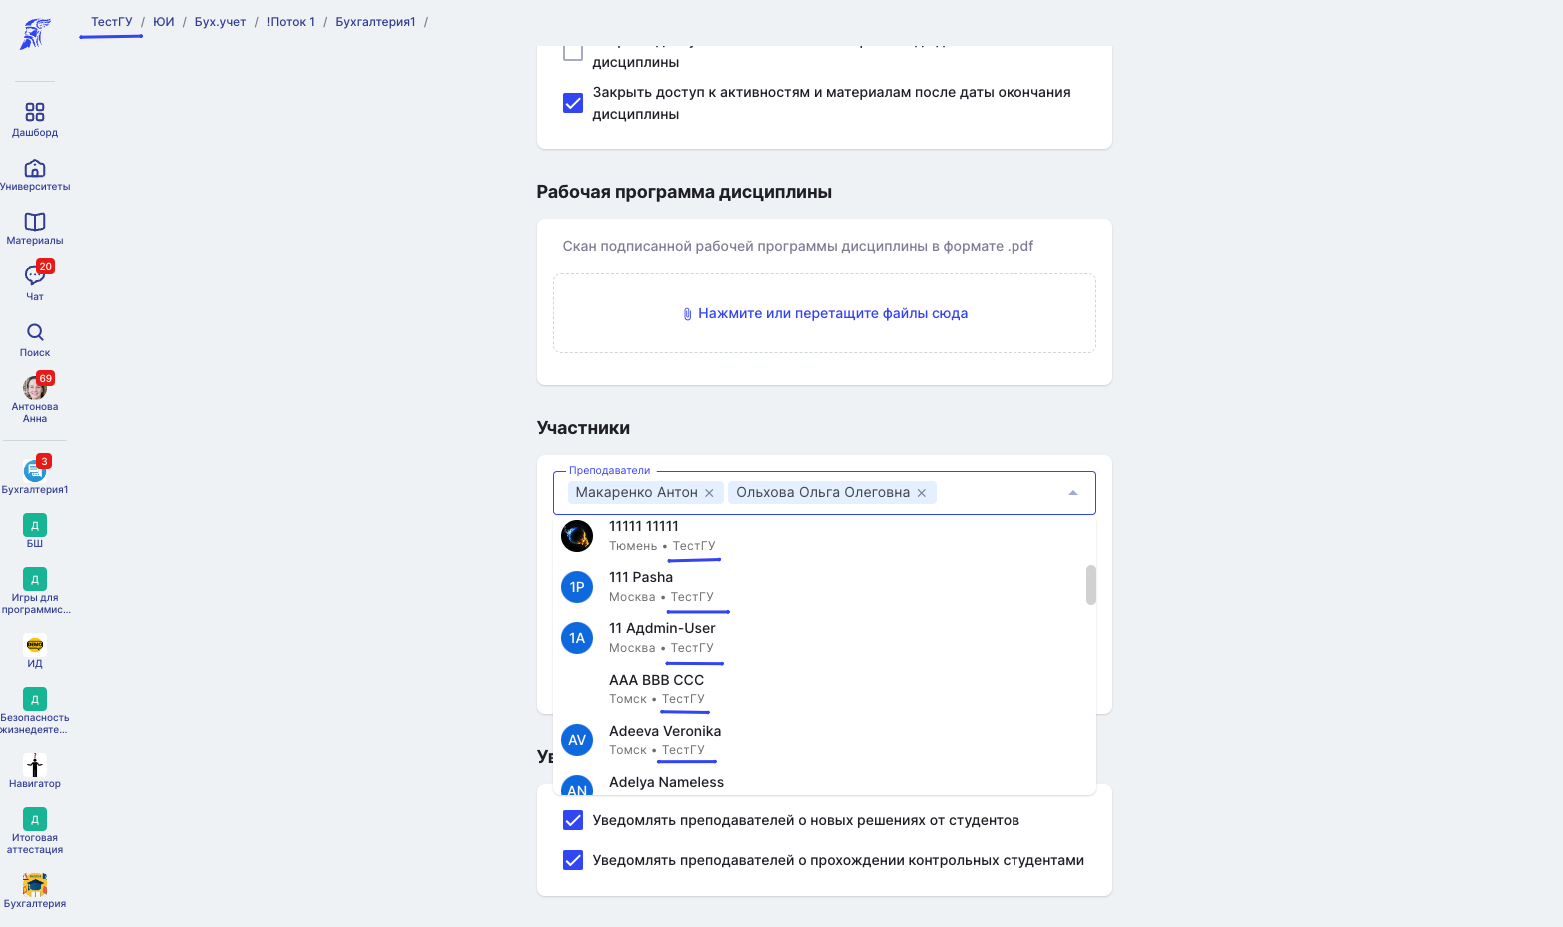 ТестГУ / ЮИ / Бух.учет / !Поток 1 / Бухгалтерия1 /
Дашборд
Университеты
Материалы
20
Чат
Поиск
69
Антонова
Анна
3
Бухгалтерия1
Д
БШ
Д
Игры для
программис...
ИД
Д
Безопасность
жизнедеяте...
Навигатор
Д
Итоговая
аттестация
Бухгалтерия
дисциплины
Закрыть доступ к активностям и материалам после даты окончания
дисциплины
Рабочая программа дисциплины
Скан подписанной рабочей программы дисциплины в формате .pdf
Нажмите или перетащите файлы сюда
Участники
Преподаватели
Макаренко Антон × Ольхова Ольга Олеговна ×
11111 11111
Тюмень • ТестГУ
1P
111 Pasha
Москва • ТестГУ
1А
11 Адmin-User
Москва • ТестГУ
AAA BBB CCC
Томск • ТестГУ
AV
Adeeva Veronika
Томск • ТестГУ
AN
Adelya Nameless
Ув
Уведомлять преподавателей о новых решениях от студентов
Уведомлять преподавателей о прохождении контрольных студентами